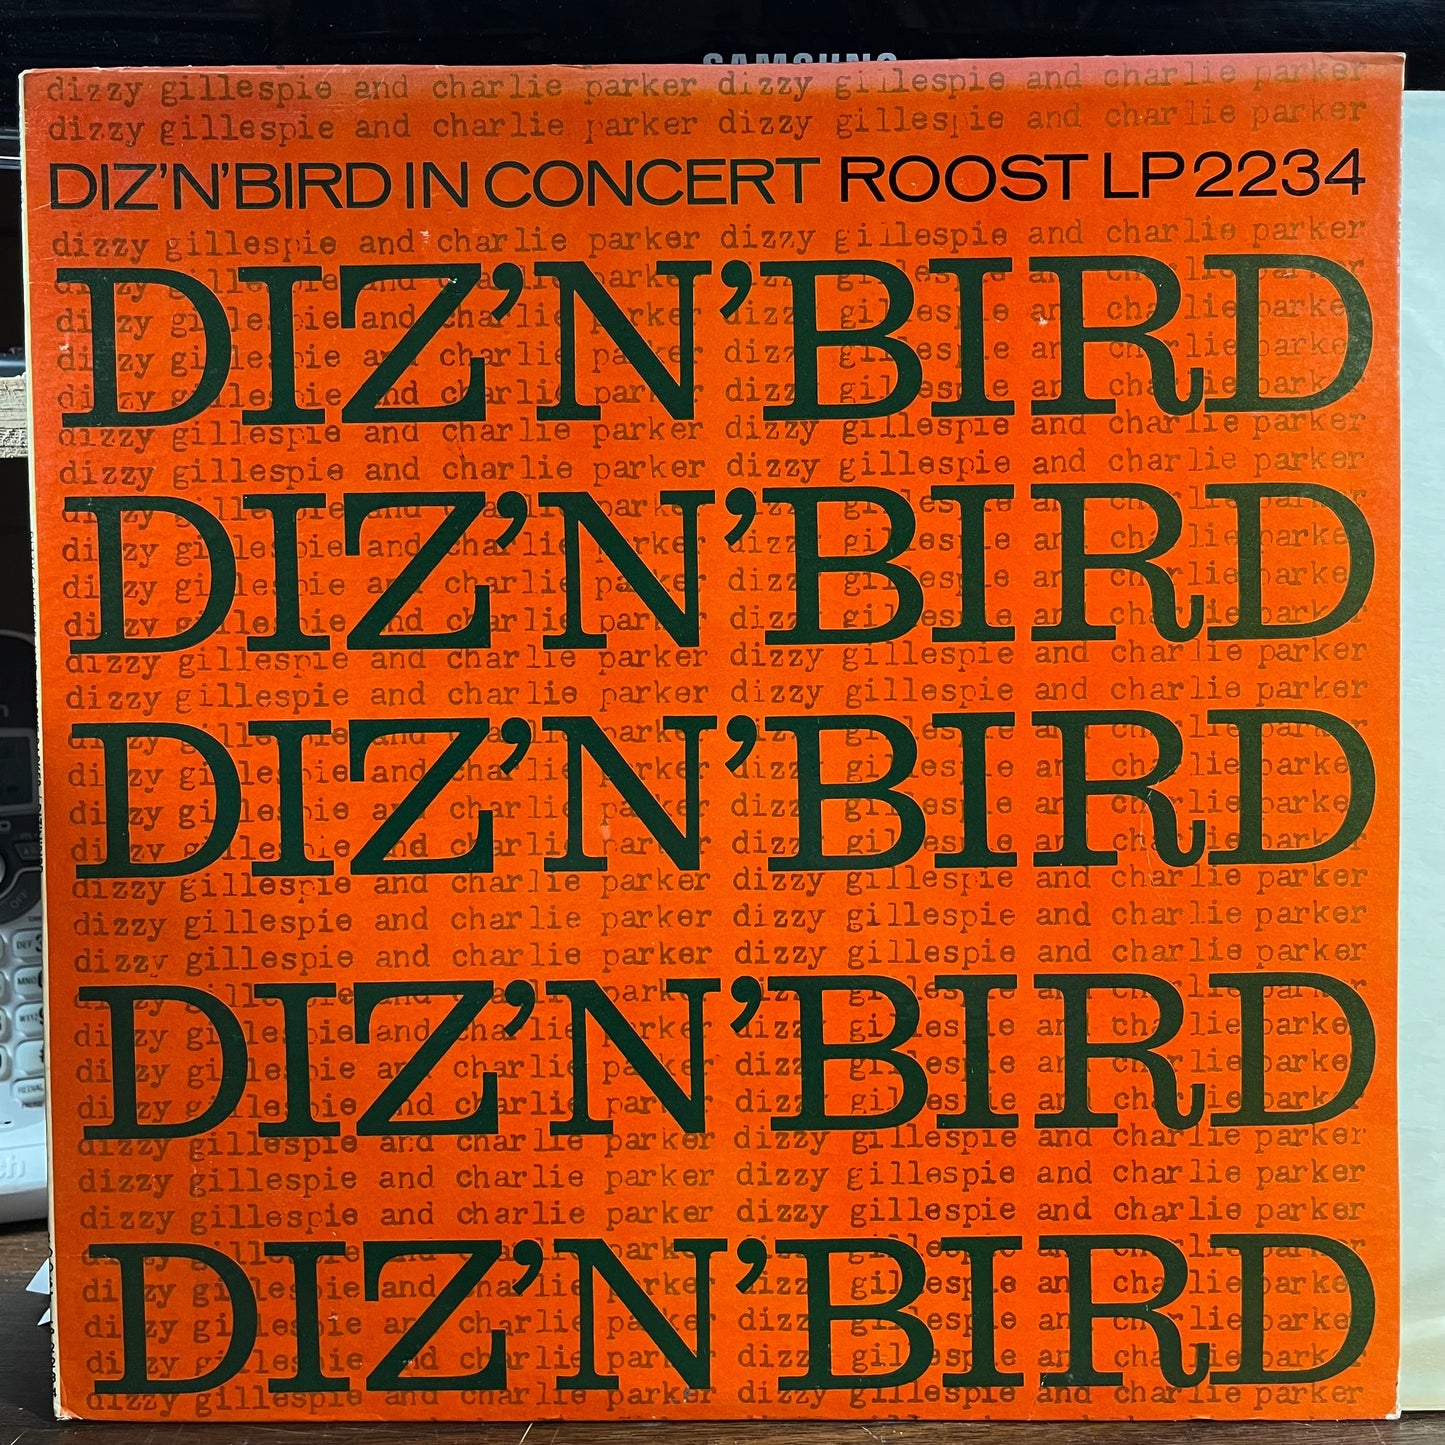 SAMSUNG
dizzy gillespie and charlie parker dizzy gillespie and charlie parker
dizzy gillespie and charlie parker dizzy gillespie and charlie parker
DIZ'N'BIRD IN CONCERT ROOST LP 2234
dizzy gillespie and charlie parker dizzy gillespie and charlie parker
DIZ'N'BIRD
dizzy gillespie and charlie parker dizzy gillespie and charlie parker
dizzy gillespie and charlie parker dizzy gillespie and charlie parker
DIZ'N'BIRD
dizzy gillespie and charlie parker dizzy gillespie and charlie parker
dizzy gillespie and charlie parker dizzy gillespie and charlie parker
DIZ'N'BIRD
dizzy gillespie and charlie parker dizzy gillespie and charlie parker
dizzy gillespie and charlie parker dizzy gillespie and charlie parker
dizzy gillespie and charlie parker dizzy gillespie and charlie parker
DIZ'N'BIRD
dizzy gillespie and charlie parker dizzy gillespie and charlie parker
dizzy gillespie and charlie parker dizzy gillespie and charlie parker
dizzy gillespie and charlie parker dizzy gillespie and charlie parker
DIZ'N'BIRD
dizzy gillespie and charlie parker dizzy gillespie and charlie parker